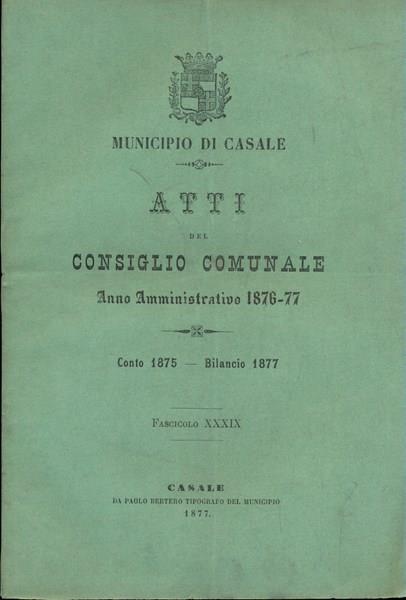 MUNICIPIO DI CASALE
ATTI
DEL
CONSIGLIO COMUNALE
Anno Amministrativo 1876-77
Conto 1875 — Bilancio 1877
FASCICOLO XXXIX
CASALE
DA PAOLO BERTERO TIPOGRAFO DEL MUNICIPIO
1877.